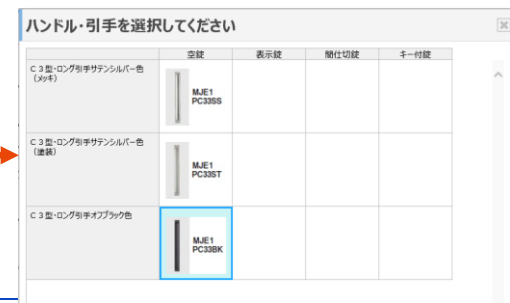 ハンドル・引手を選択してください
空錠 表示錠 間仕切錠 キー付錠
C3型・ロング引手サテンシルバー色
(メッキ)
MJE1
PC33SS
C3型・ロング引手サテンシルバー色
(塗装)
MJE1
PC33ST
C3型・ロング引手オフブラック色
MJE1
PC33BK